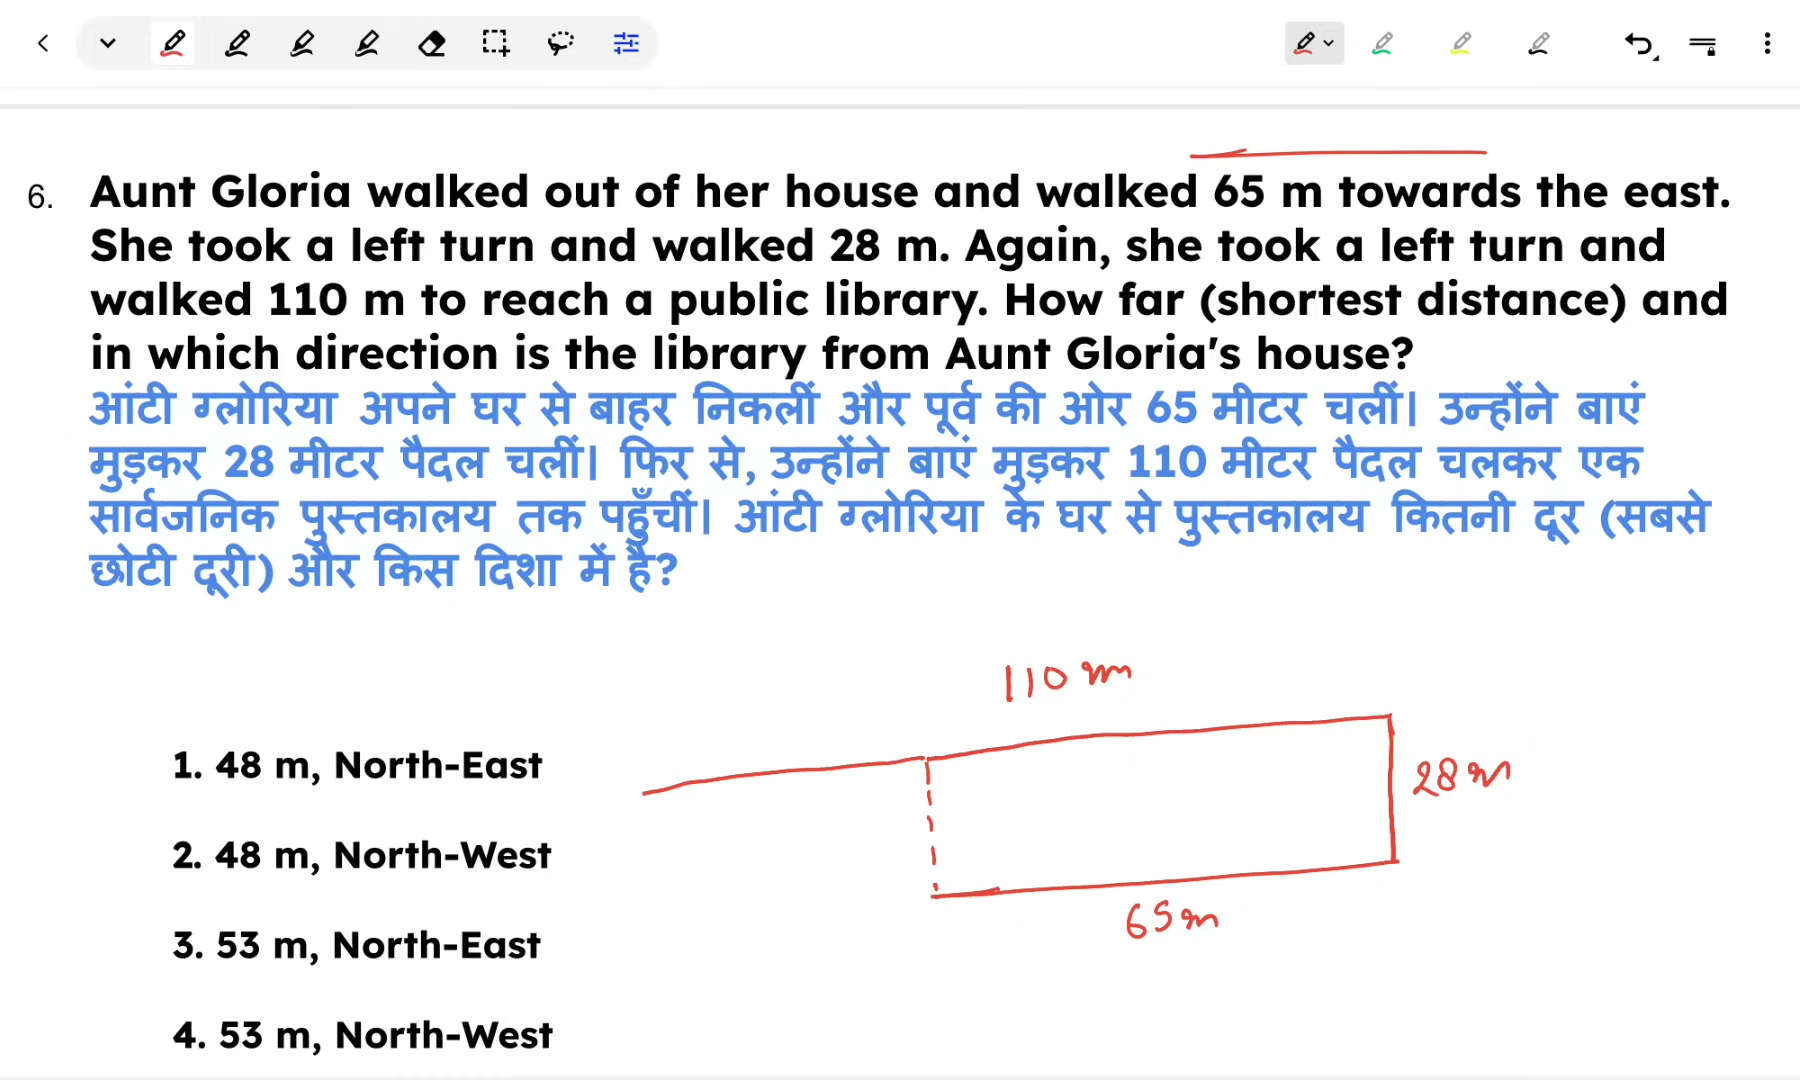 6. Aunt Gloria walked out of her house and walked 65 m towards the east.
She took a left turn and walked 28 m. Again, she took a left turn and
walked 110 m to reach a public library. How far (shortest distance) and
in which direction is the library from Aunt Gloria's house?
आंटी ग्लोरिया अपने घर से बाहर निकलीं और पूर्व की ओर 65 मीटर चलीं। उन्होंने बाएं
मुड़कर 28 मीटर पैदल चलीं। फिर से, उन्होंने बाएं मुड़कर 110 मीटर पैदल चलकर एक
सार्वजनिक पुस्तकालय तक पहुँचीं। आंटी ग्लोरिया के घर से पुस्तकालय कितनी दूर (सबसे
छोटी दूरी) और किस दिशा में है?
110 m
1. 48 m, North-East
28 m
2. 48 m, North-West
65 m
3. 53 m, North-East
4. 53 m, North-West